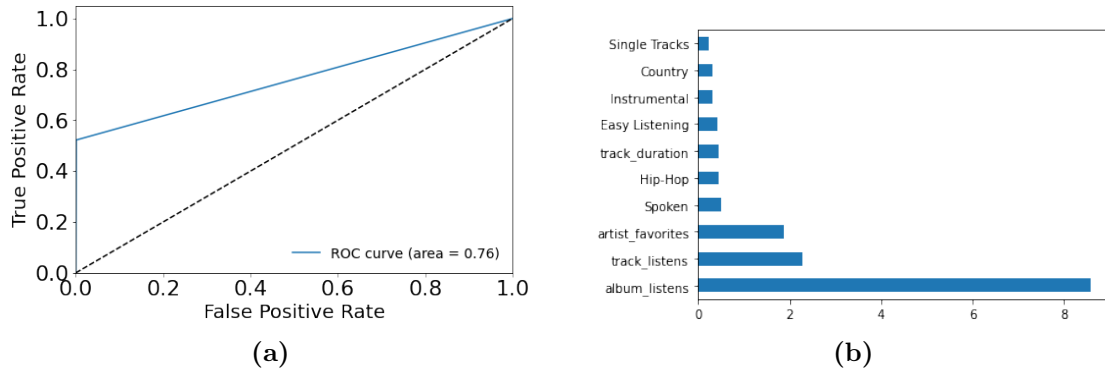 True Positive Rate
1.0
0.8
0.6
0.4
0.2
0.0
ROC curve (area = 0.76)
0.0 0.2 0.4 0.6 0.8 1.0
False Positive Rate
(a)
Single Tracks
Country
Instrumental
Easy Listening
track_duration
Hip-Hop
Spoken
artist_favorites
track_listens
album_listens
0 2 4 6 8
(b)